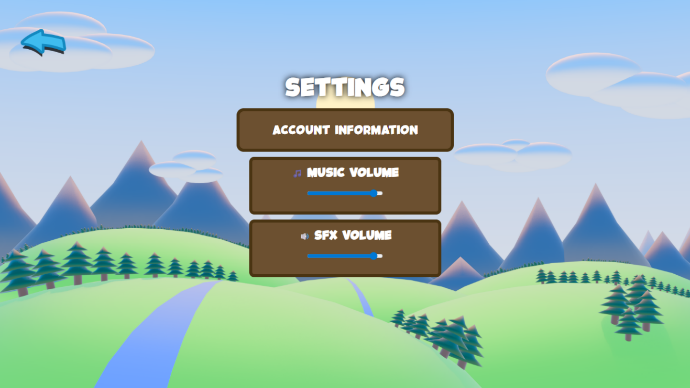 SETTINGS
ACCOUNT INFORMATION
MUSIC VOLUME
SFX VOLUME